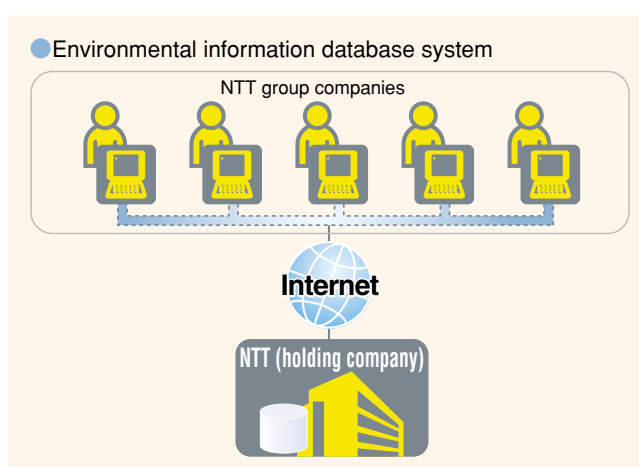 Environmental information database system
NTT group companies
Internet
NTT (holding company)